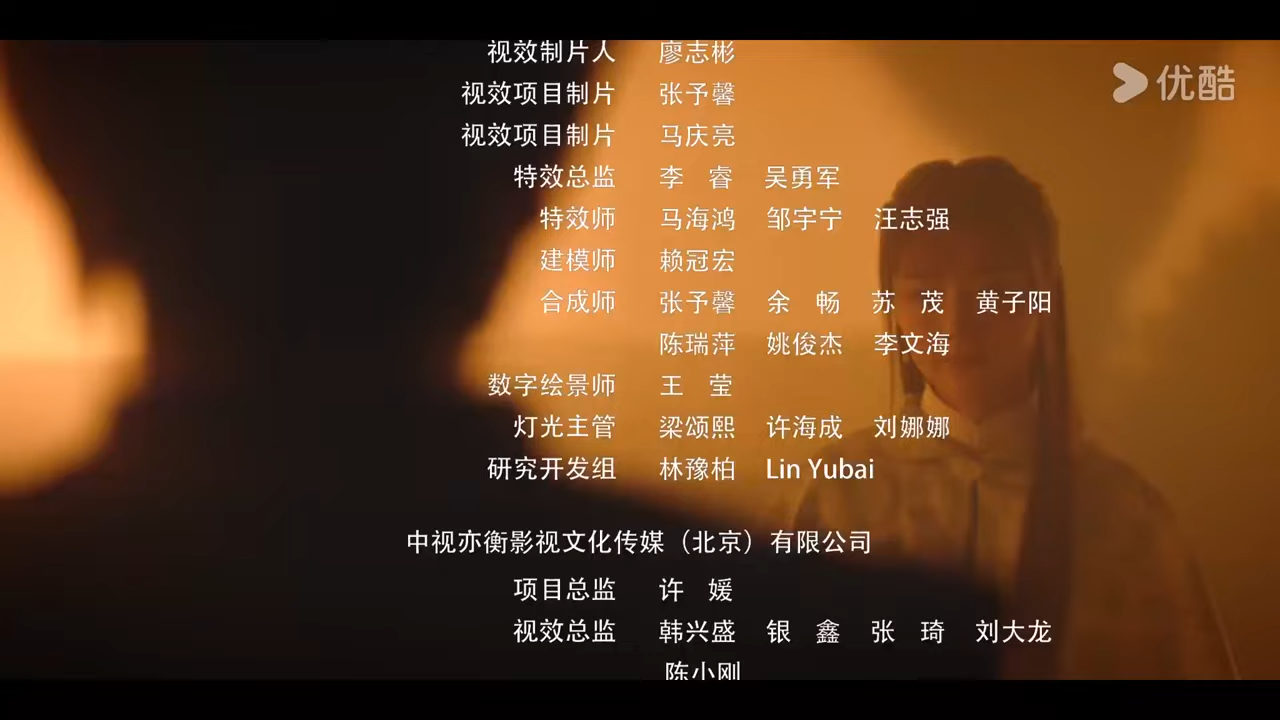 视效制片人 廖志彬
优酷
视效项目制片 张予馨
视效项目制片 马庆亮
特效总监 李 睿 吴勇军
特效师 马海鸿 邹宇宁 汪志强
建模师 赖冠宏
合成师 张予馨 余 畅 苏 茂 黄子阳
陈瑞萍 姚俊杰 李文海
数字绘景师 王 莹
灯光主管 梁颂熙 许海成 刘娜娜
研究开发组 林豫柏 Lin Yubai
中视亦衡影视文化传媒（北京）有限公司
项目总监 许 媛
视效总监 韩兴盛 银 鑫 张 琦 刘大龙
陈小刚